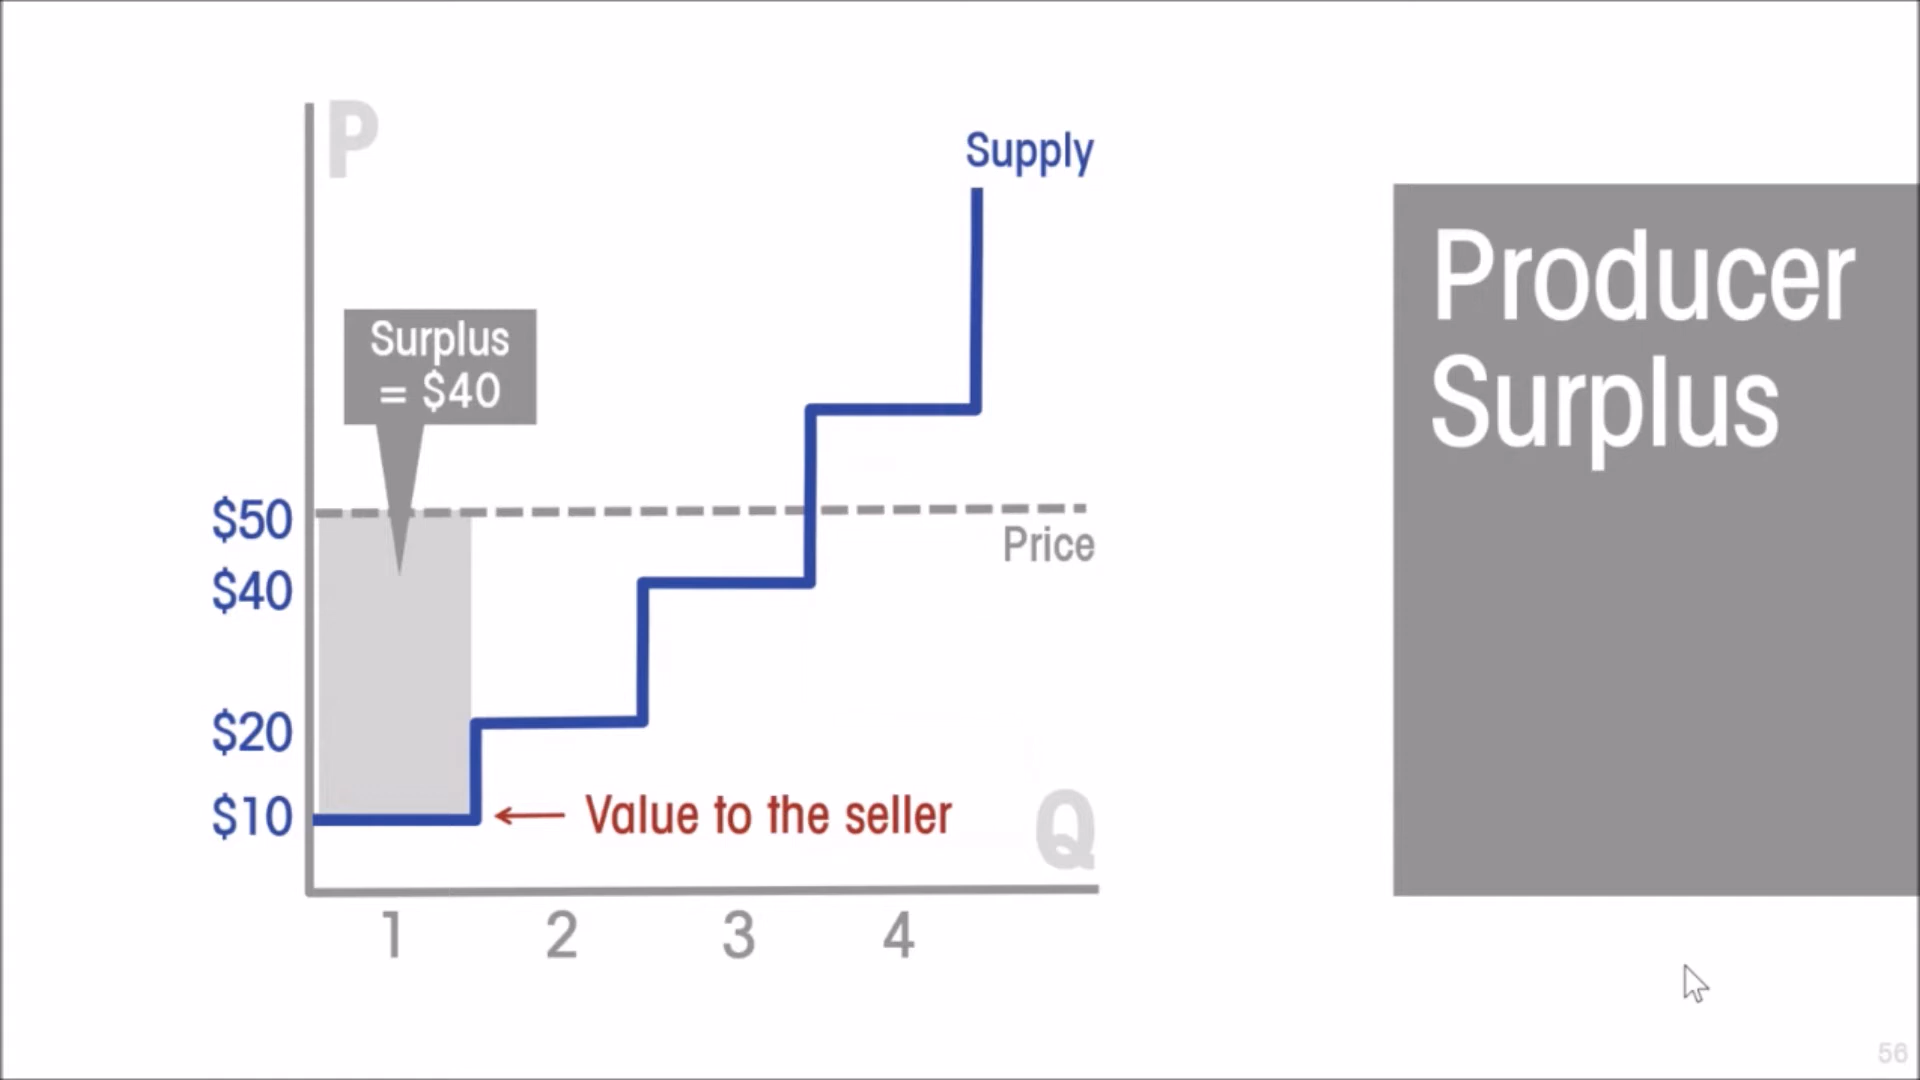 P
Supply
Surplus
= $40
$50
Price
$40
$20
$10
Value to the seller
Q
1 2 3 4
Producer
Surplus
56